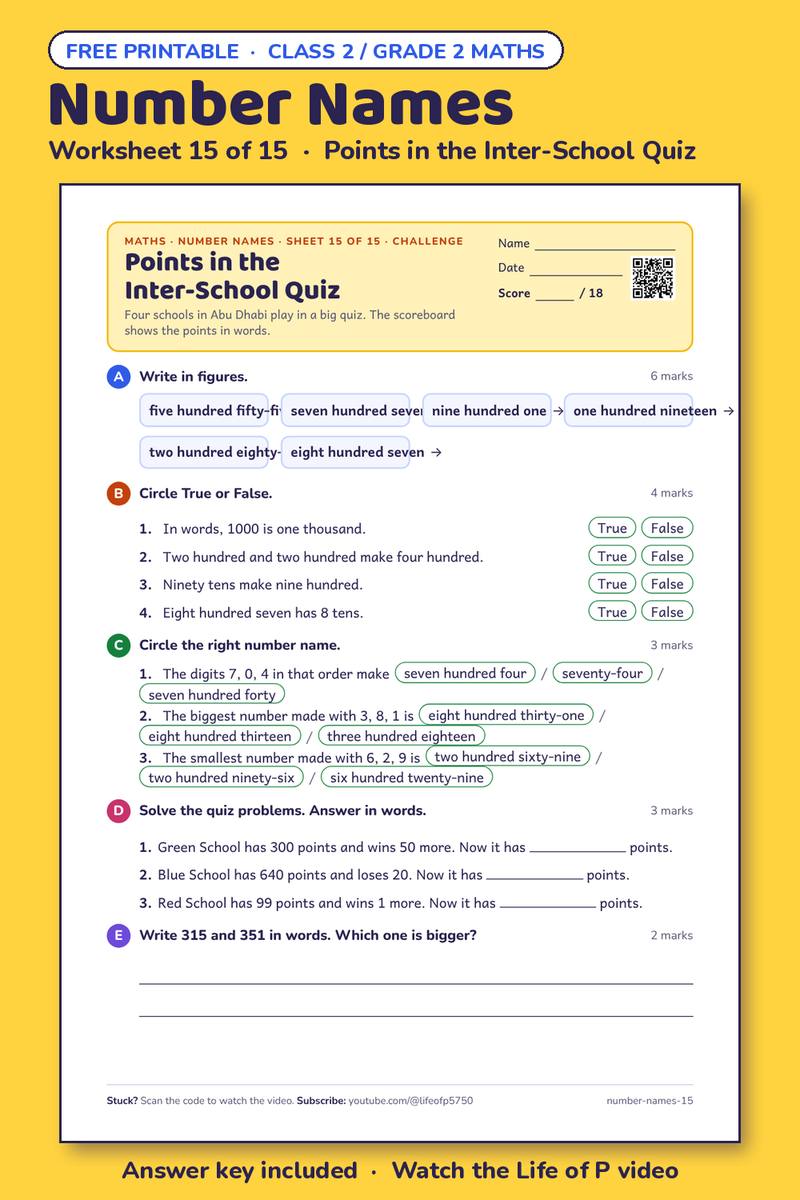 FREE PRINTABLE · CLASS 2 / GRADE 2 MATHS
Number Names
Worksheet 15 of 15 · Points in the Inter-School Quiz
MATHS · NUMBER NAMES · SHEET 15 OF 15 · CHALLENGE
Points in the
Inter-School Quiz
Four schools in Abu Dhabi play in a big quiz. The scoreboard
shows the points in words.
Name
Date
Score / 18
A Write in figures. 6 marks
five hundred fifty- seven hundred nine hundred one → one hundred nineteen →
two hundred eighty- eight hundred seven →
B Circle True or False. 4 marks
1. In words, 1000 is one thousand. True False
2. Two hundred and two hundred make four hundred. True False
3. Ninety tens make nine hundred. True False
4. Eight hundred seven has 8 tens. True False
C Circle the right number name. 3 marks
1. The digits 7, 0, 4 in that order make seven hundred four / seventy-four /
seven hundred forty
2. The biggest number made with 3, 8, 1 is eight hundred thirty-one /
eight hundred thirteen / three hundred eighteen
3. The smallest number made with 6, 2, 9 is two hundred sixty-nine /
two hundred ninety-six / six hundred twenty-nine
D Solve the quiz problems. Answer in words. 3 marks
1. Green School has 300 points and wins 50 more. Now it has ____ points.
2. Blue School has 640 points and loses 20. Now it has ____ points.
3. Red School has 99 points and wins 1 more. Now it has ____ points.
E Write 315 and 351 in words. Which one is bigger? 2 marks
Stuck? Scan the code to watch the video. Subscribe: youtube.com/@lifeofp5750 number-names-15
Answer key included · Watch the Life of P video